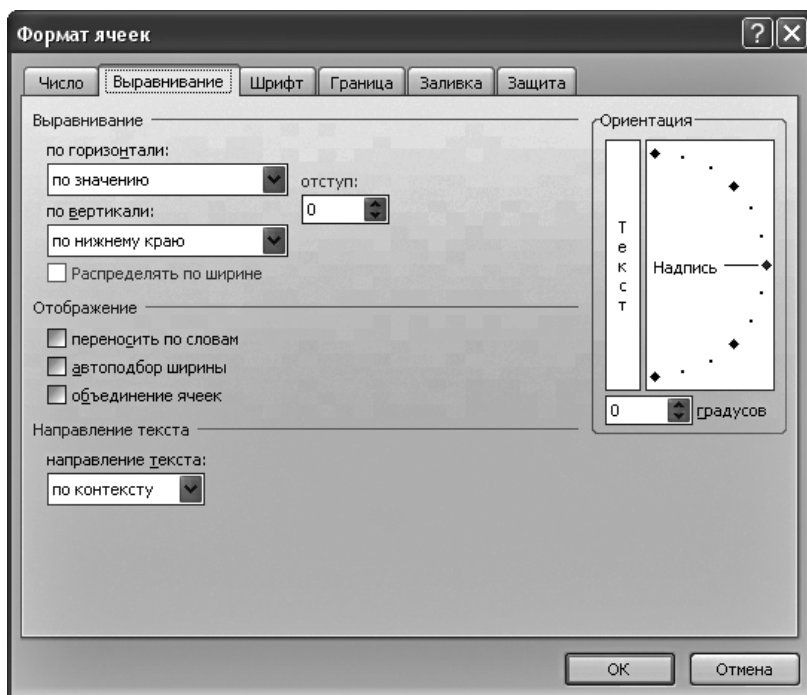 Формат ячеек
Число Выравнивание Шрифт Граница Заливка Защита
Выравнивание
по горизонтали:
по значению
отступ:
0
по вертикали:
по нижнему краю
Распределять по ширине
Отображение
переносить по словам
автоподбор ширины
объединение ячеек
Направление текста
направление текста:
по контексту
Ориентация
Текст
Надпись
0 градусов
ОК Отмена